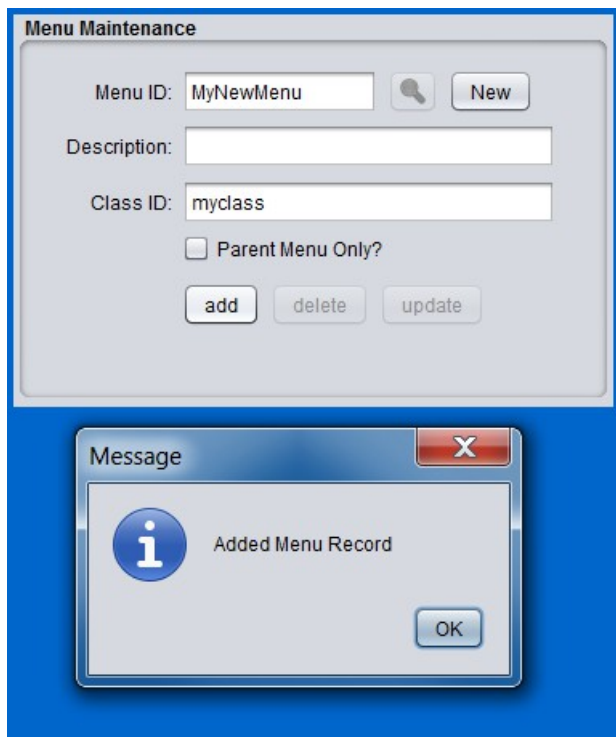 Menu Maintenance
Menu ID: MyNewMenu New
Description:
Class ID: myclass
Parent Menu Only?
add delete update
Message
Added Menu Record
OK